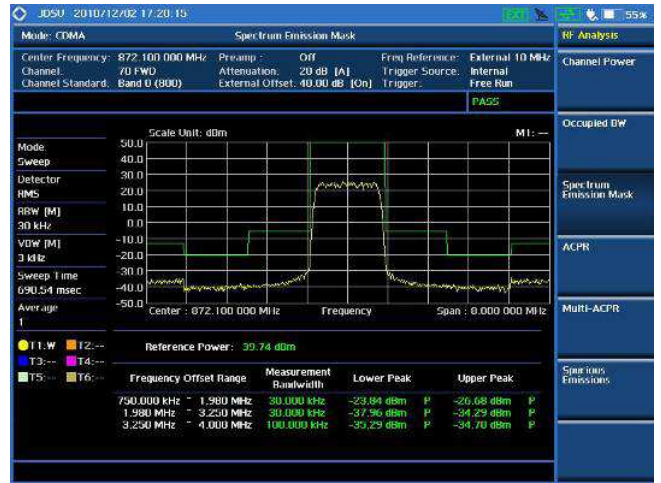 JDSU 2010/12/02 17:20:15 EXT 55%
Mode: CDMA Spectrum Emission Mask RF Analysis
Center Frequency: 872.100 000 MHz Preamp : Off Freq Reference: External 10 MHz
Channel: 70 FWD Attenuation: 20 dB [A] Trigger Source: Internal
Channel Standard: Band 0 (800) External Offset: 40.00 dB [On] Trigger: Free Run
PASS
Channel Power
Occupied BW
Spectrum Emission Mask
ACPR
Multi-ACPR
Spurious Emissions
Mode
Sweep
Detector
RMS
RBW [M]
30 kHz
VBW [M]
3 kHz
Sweep Time
690.54 msec
Average
1
T1:W T2:--
T3:-- T4:--
T5:-- T6:--
Scale Unit: dBm M1: --
50.0
40.0
30.0
20.0
10.0
0.0
-10.0
-20.0
-30.0
-40.0
-50.0
Center : 872.100 000 MHz Frequency Span : 8.000 000 MHz
Reference Power: 39.74 dBm
Frequency Offset Range Measurement Bandwidth Lower Peak Upper Peak
750.000 kHz ~ 1.980 MHz 30.000 kHz -23.84 dBm P -26.68 dBm P
1.980 MHz ~ 3.250 MHz 30.000 kHz -37.96 dBm P -34.29 dBm P
3.250 MHz ~ 4.000 MHz 100.000 kHz -35.29 dBm P -34.70 dBm P